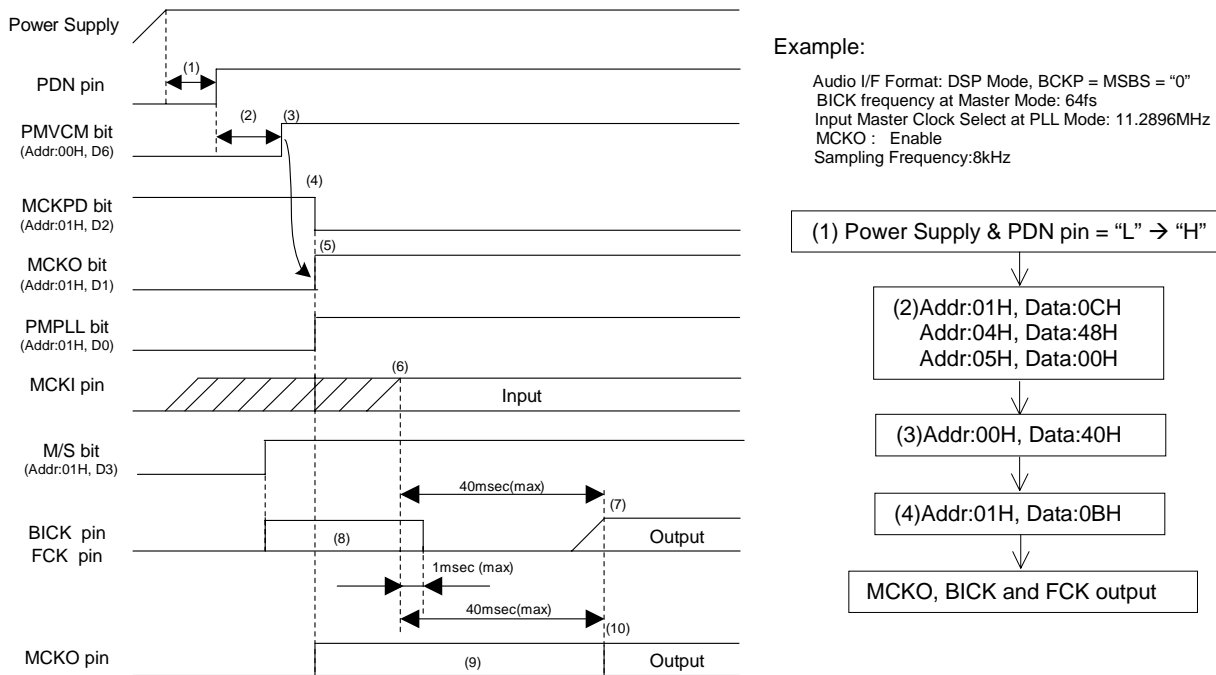 Power Supply
(1)
PDN pin
(2)
(3)
PMVCM bit
(Addr:00H, D6)
(4)
MCKPD bit
(Addr:01H, D2)
(5)
MCKO bit
(Addr:01H, D1)
PMPLL bit
(Addr:01H, D0)
(6)
MCKI pin
Input
M/S bit
(Addr:01H, D3)
40msec(max)
(7)
BICK pin
FCK pin
(8)
Output
1msec (max)
40msec(max)
(10)
MCKO pin
(9)
Output
Example:
Audio I/F Format: DSP Mode, BCKP = MSBS = “0”
BICK frequency at Master Mode: 64fs
Input Master Clock Select at PLL Mode: 11.2896MHz
MCKO : Enable
Sampling Frequency:8kHz
(1) Power Supply & PDN pin = “L” → “H”
(2)Addr:01H, Data:0CH
Addr:04H, Data:48H
Addr:05H, Data:00H
(3)Addr:00H, Data:40H
(4)Addr:01H, Data:0BH
MCKO, BICK and FCK output